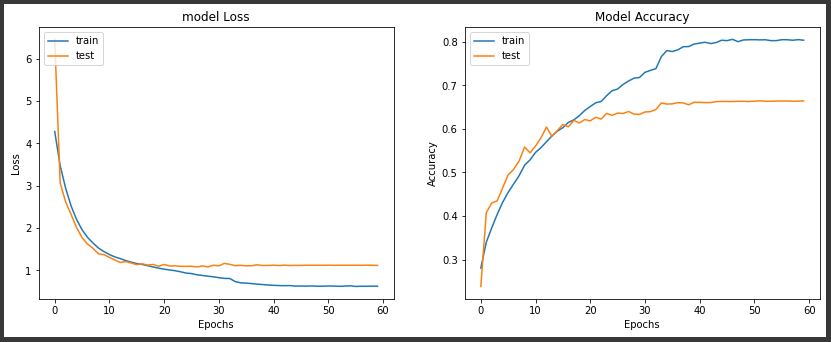 model Loss
train
test
6
5
4
3
2
1
Loss
0 10 20 30 40 50 60
Epochs
Model Accuracy
train
test
0.8
0.7
0.6
0.5
0.4
0.3
Accuracy
0 10 20 30 40 50 60
Epochs